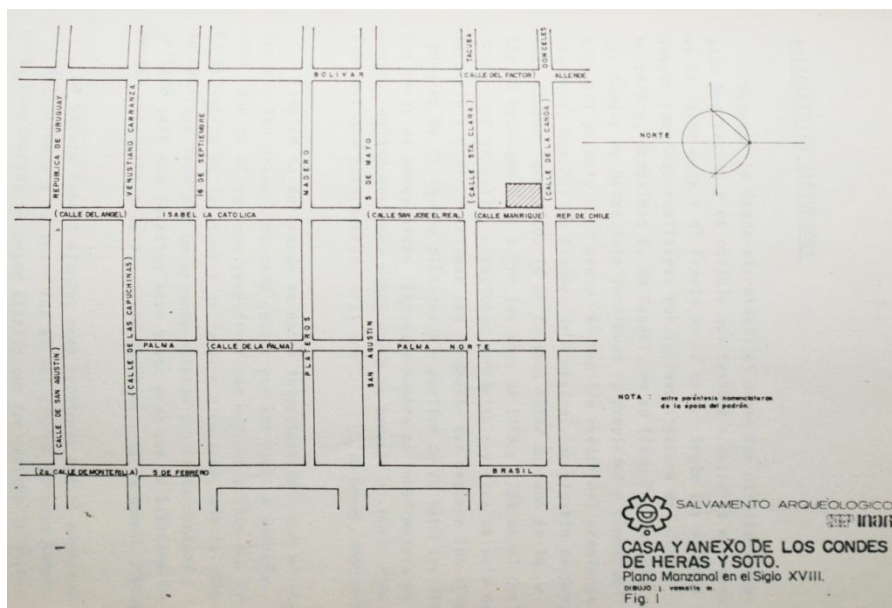 TACUBA
DONCELES
BOLIVAR
(CALLE DEL FACTOR)
ALLENDE
REPUBLICA DE URUGUAY
VENUSTIANO CARRANZA
16 DE SEPTIEMBRE
MADERO
5 DE MAYO
(CALLE STA. CLARA)
(CALLE DE LA CANOA)
NORTE
(CALLE DEL ANGEL)
ISABEL LA CATOLICA
(CALLE SAN JOSE EL REAL)
(CALLE MANRIQUE)
REP. DE CHILE
(CALLE DE SAN AGUSTIN)
(CALLE DE LAS CAPUCHINAS)
PALMA
(CALLE DE LA PALMA)
PLATEROS
SAN AGUSTIN
PALMA NORTE
NOTA : entre paréntesis nomenclaturas
de la época del padrón.
(2a. CALLE DE MONTERILLA)
5 DE FEBRERO
BRASIL
SALVAMENTO ARQUEOLOGICO
SEP INAH
CASA Y ANEXO DE LOS CONDES
DE HERAS Y SOTO.
Plano Manzanal en el Siglo XVIII.
DIBUJO j.
Fig. I